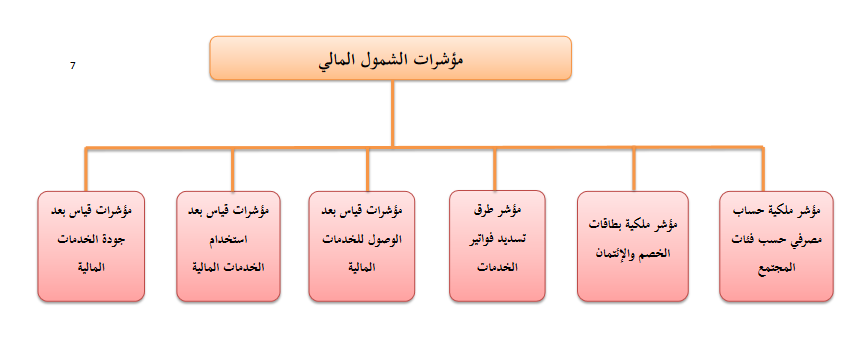 مؤشرات الشمول المالي
7
مؤشر ملكية حساب
مصرفي حسب فئات
المجتمع
مؤشر ملكية بطاقات
الخصم والإئتمان
مؤشر طرق
تسديد فواتير
الخدمات
مؤشرات قياس بعد
الوصول للخدمات
المالية
مؤشرات قياس بعد
استخدام
الخدمات المالية
مؤشرات قياس بعد
جودة الخدمات
المالية